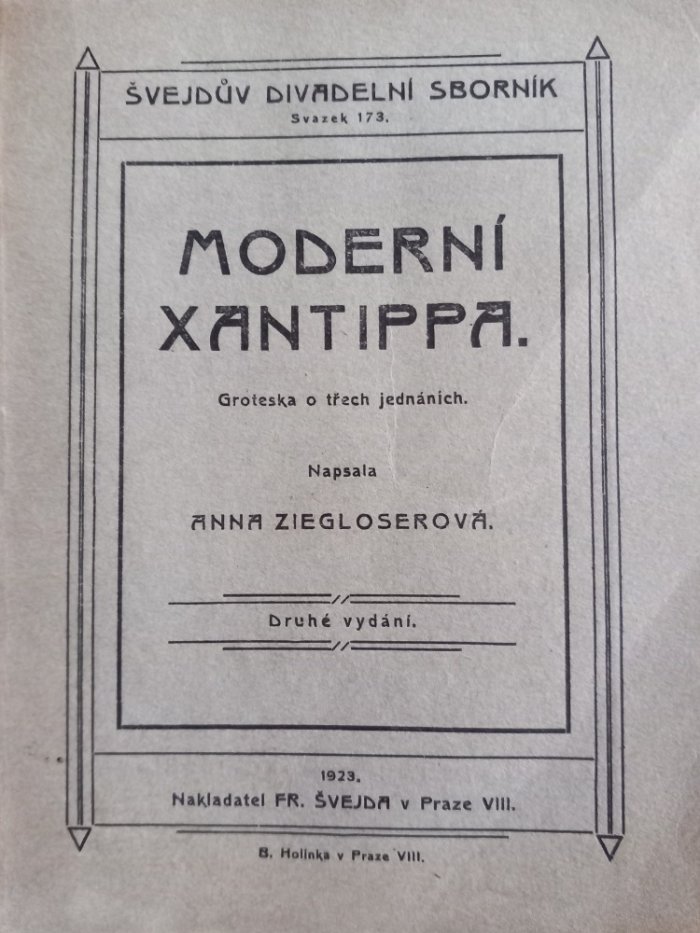 ŠVEJDŮV DIVADELNÍ SBORNÍK
Svazek 173.
MODERNÍ
XANTIPPA.
Groteska o třech jednáních.
Napsala
ANNA ZIEGLOSEROVÁ.
Druhé vydání.
1923.
Nakladatel FR. ŠVEJDA v Praze VIII.
B. Holinka v Praze VIII.